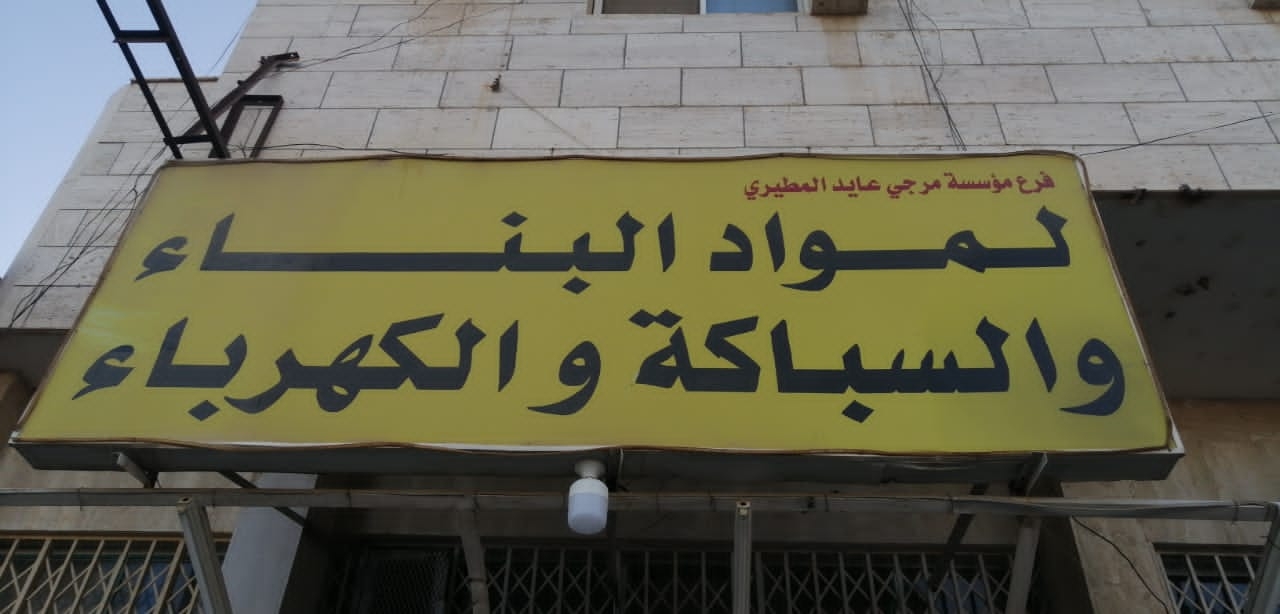 فرع مؤسسة مرجي عايد المطيري
لمواد البناء
والسباكة والكهرباء